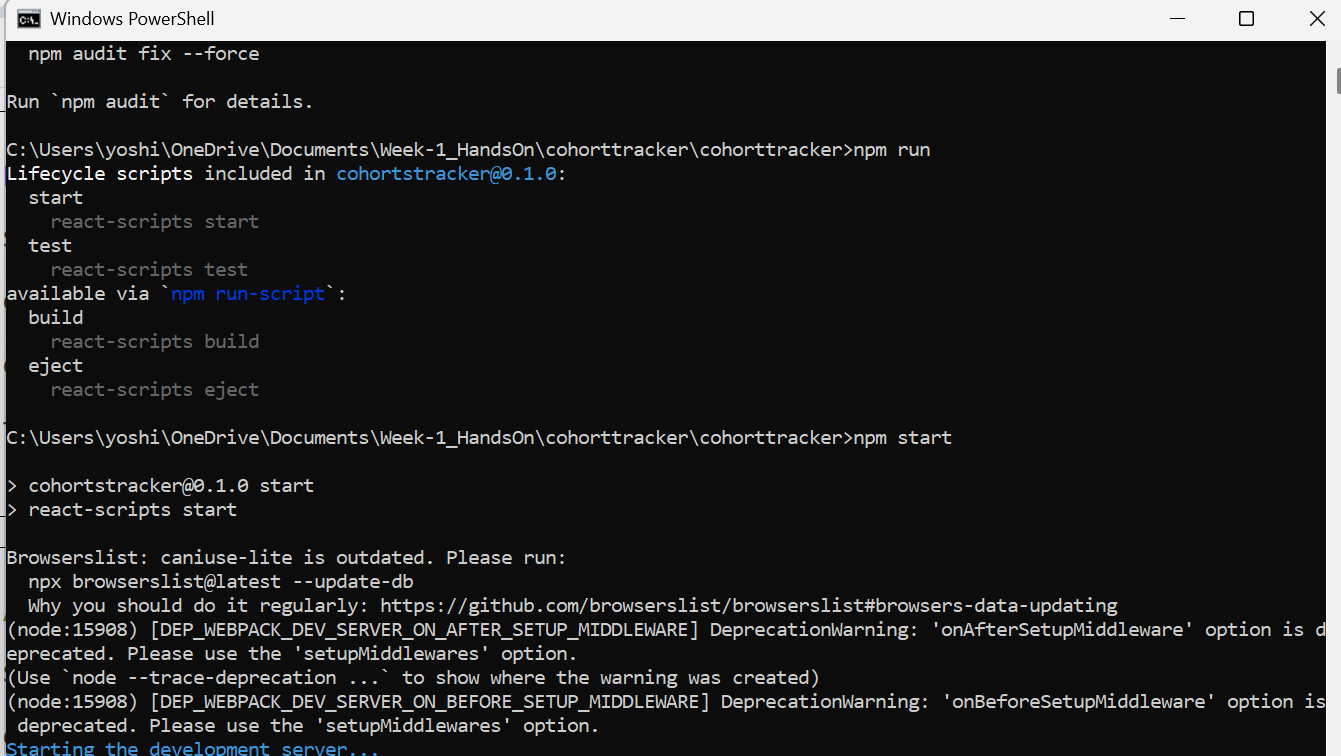 Windows PowerShell
npm audit fix --force
Run `npm audit` for details.
C:\Users\yoshi\OneDrive\Documents\Week-1_HandsOn\cohorttracker\cohorttracker>npm run
Lifecycle scripts included in cohortstracker@0.1.0:
start
react-scripts start
test
react-scripts test
available via `npm run-script`:
build
react-scripts build
eject
react-scripts eject
C:\Users\yoshi\OneDrive\Documents\Week-1_HandsOn\cohorttracker\cohorttracker>npm start
> cohortstracker@0.1.0 start
> react-scripts start
Browserslist: caniuse-lite is outdated. Please run:
npx browserslist@latest --update-db
Why you should do it regularly: https://github.com/browserslist/browserslist#browsers-data-updating
(node:15908) [DEP_WEBPACK_DEV_SERVER_ON_AFTER_SETUP_MIDDLEWARE] DeprecationWarning: 'onAfterSetupMiddleware' option is d
eprecated. Please use the 'setupMiddlewares' option.
(Use `node --trace-deprecation ...` to show where the warning was created)
(node:15908) [DEP_WEBPACK_DEV_SERVER_ON_BEFORE_SETUP_MIDDLEWARE] DeprecationWarning: 'onBeforeSetupMiddleware' option is
deprecated. Please use the 'setupMiddlewares' option.
Starting the development server...